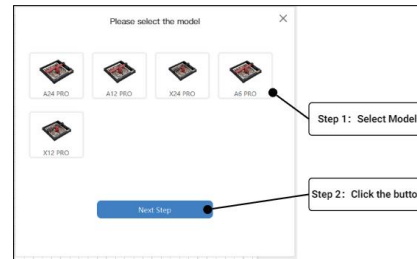 Please select the model
A24 PRO
A12 PRO
X24 PRO
A6 PRO
X12 PRO
Next Step
Step 1: Select Model
Step 2: Click the butto